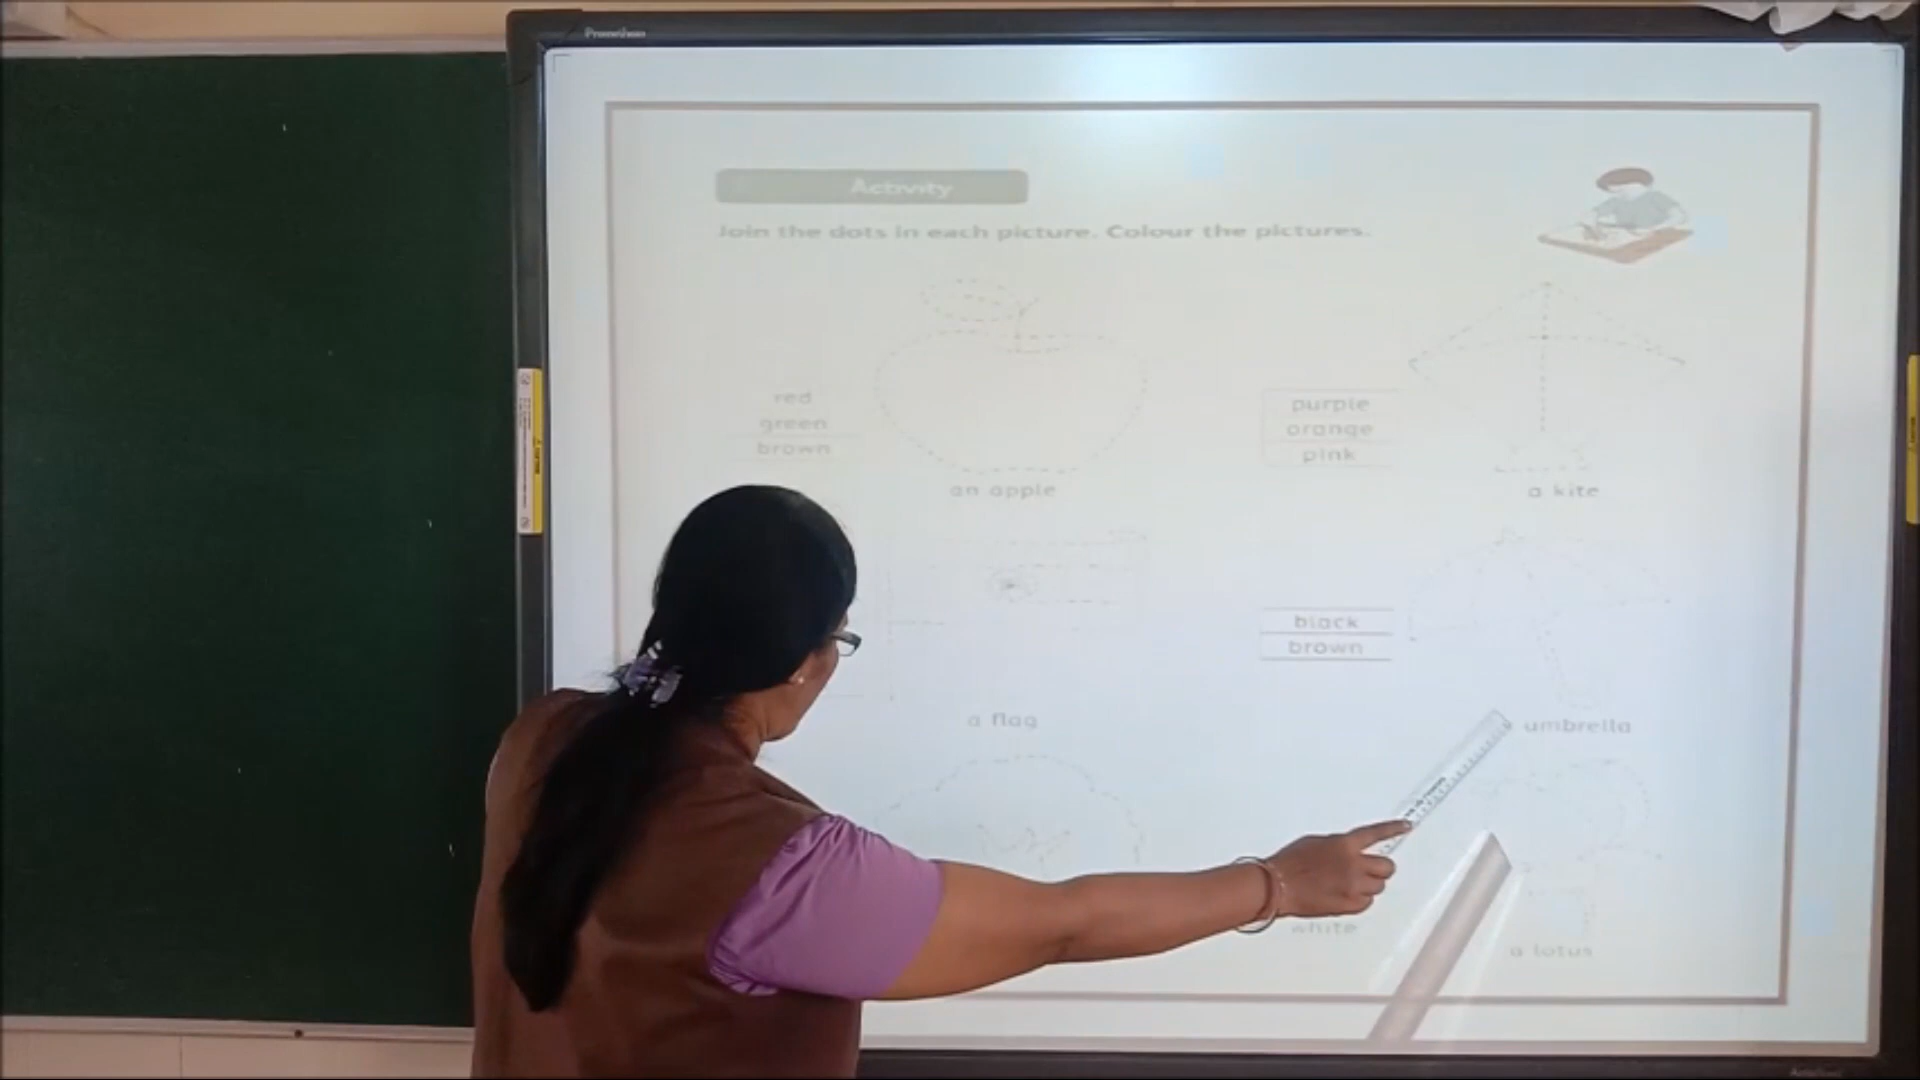 Promethean
Activity
Join the dots in each picture. Colour the pictures.
red
green
brown
an apple
purple
orange
pink
a kite
a flag
black
brown
umbrella
white
a lotus